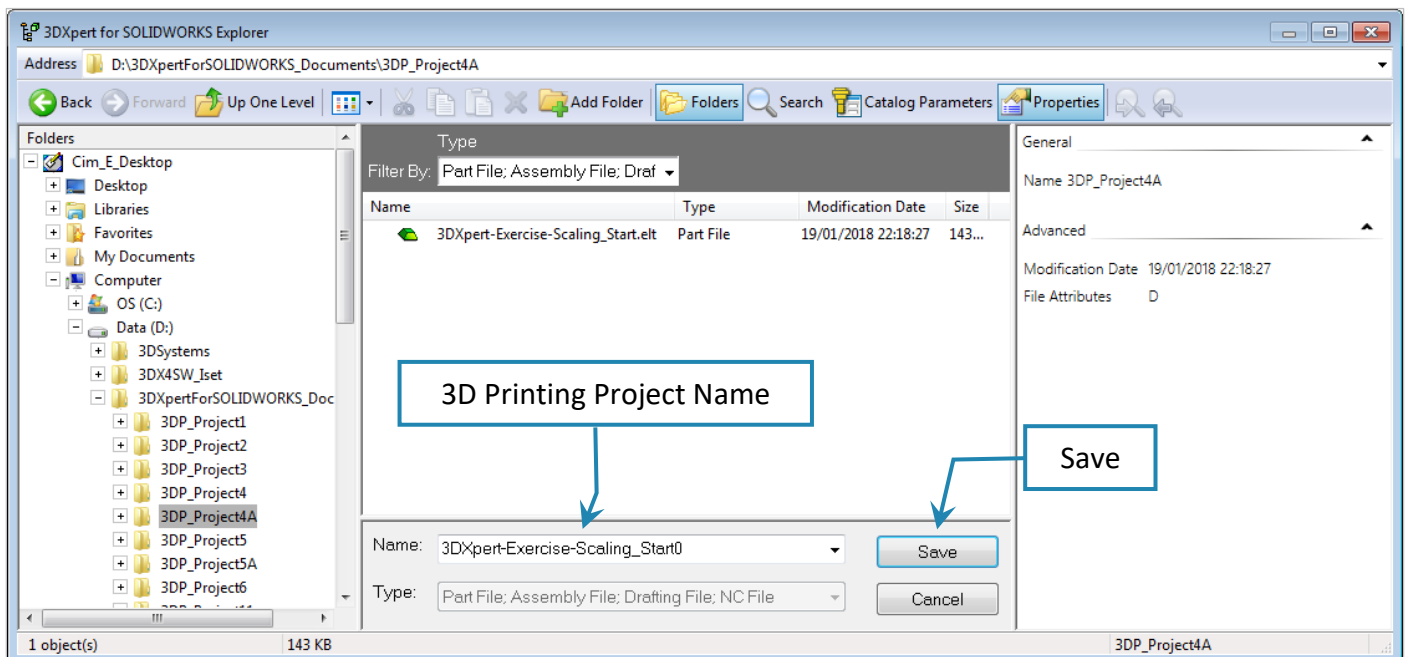 3DXpert for SOLIDWORKS Explorer
Address D:\3DXpertForSOLIDWORKS_Documents\3DP_Project4A
Back Forward Up One Level Add Folder Folders Search Catalog Parameters Properties
Folders
Cim_E_Desktop
Desktop
Libraries
Favorites
My Documents
Computer
OS (C:)
Data (D:)
3DSystems
3DX4SW_Iset
3DXpertForSOLIDWORKS_Doc
3DP_Project1
3DP_Project2
3DP_Project3
3DP_Project4
3DP_Project4A
3DP_Project5
3DP_Project5A
3DP_Project6
Type
Filter By: Part File; Assembly File; Draf
Name Type Modification Date Size
3DXpert-Exercise-Scaling_Start.elt Part File 19/01/2018 22:18:27 143...
3D Printing Project Name
Save
Name: 3DXpert-Exercise-Scaling_Start0
Save
Type: Part File; Assembly File; Drafting File; NC File
Cancel
General
Name 3DP_Project4A
Advanced
Modification Date 19/01/2018 22:18:27
File Attributes D
1 object(s) 143 KB 3DP_Project4A